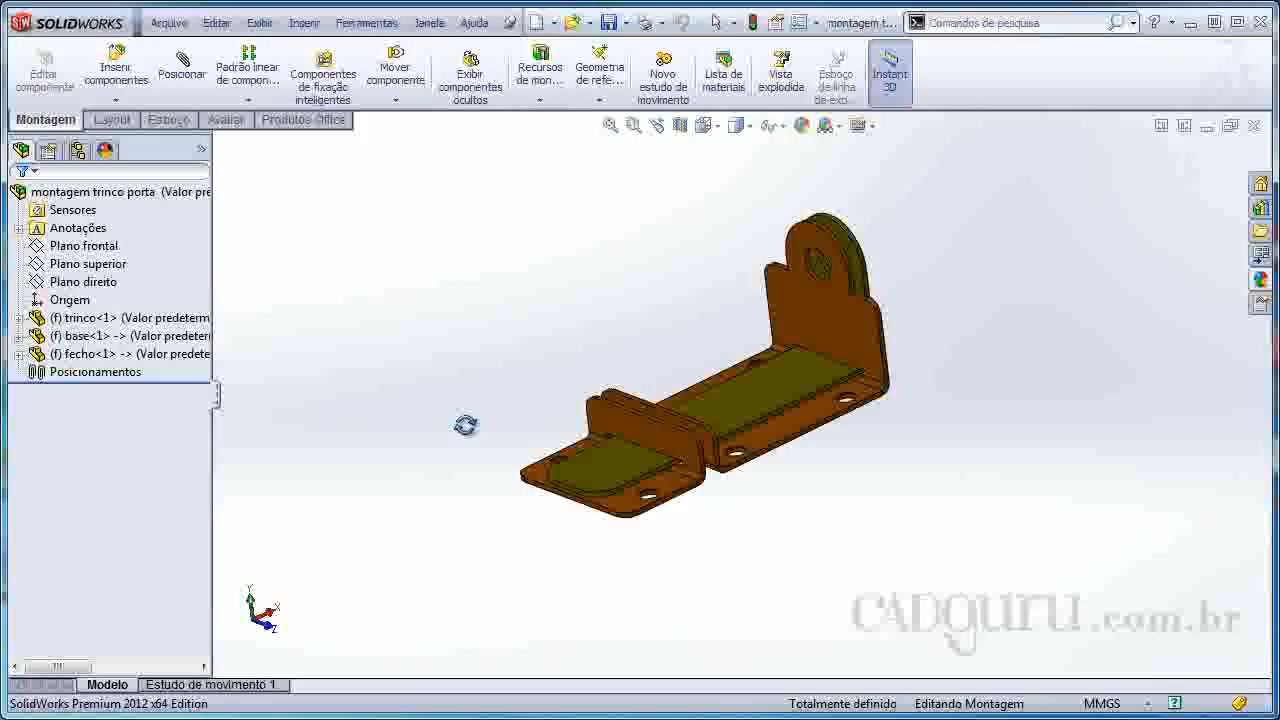 SOLIDWORKS Arquivo Editar Exibir Inserir Ferramentas Janela Ajuda montagem t... Comandos de pesquisa
Editar componente
Inserir componentes
Posicionar
Padrão linear de compon...
Componentes de fixação inteligentes
Mover componente
Exibir componentes ocultos
Recursos de mon...
Geometria de refe...
Novo estudo de movimento
Lista de materiais
Vista explodida
Esboço de linha de exp...
Instant 3D
Montagem Layout Esboço Avaliar Produtos Office
montagem trinco porta (Valor pre
Sensores
Anotações
Plano frontal
Plano superior
Plano direito
Origem
(f) trinco<1> (Valor predeterm
(f) base<1> -> (Valor predeterm
(f) fecho<1> -> (Valor predete
Posicionamentos
Y
X
Z
CADguru.com.br
Modelo Estudo de movimento 1
SolidWorks Premium 2012 x64 Edition Totalmente definido Editando Montagem MMGS